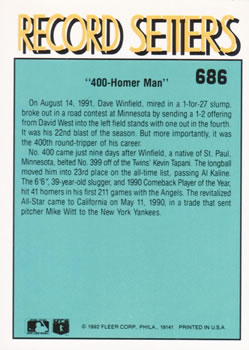 RECORD SETTERS
"400-Homer Man"
686
On August 14, 1991, Dave Winfield, mired in a 1-for-27 slump,
broke out in a road contest at Minnesota by sending a 1-2 offering
from David West into the left field stands with one out in the fourth.
It was his 22nd blast of the season. But more importantly, it was
the 400th round-tripper of his career.
No. 400 came just nine days after Winfield, a native of St. Paul,
Minnesota, belted No. 399 off of the Twins' Kevin Tapani. The longball
moved him into 23rd place on the all-time list, passing Al Kaline.
The 6'6", 39-year-old slugger, and 1990 Comeback Player of the Year,
hit 41 homers in his first 211 games with the Angels. The revitalized
All-Star came to California on May 11, 1990, in a trade that sent
pitcher Mike Witt to the New York Yankees.
© 1992 FLEER CORP., PHILA., 19141 PRINTED IN U.S.A.